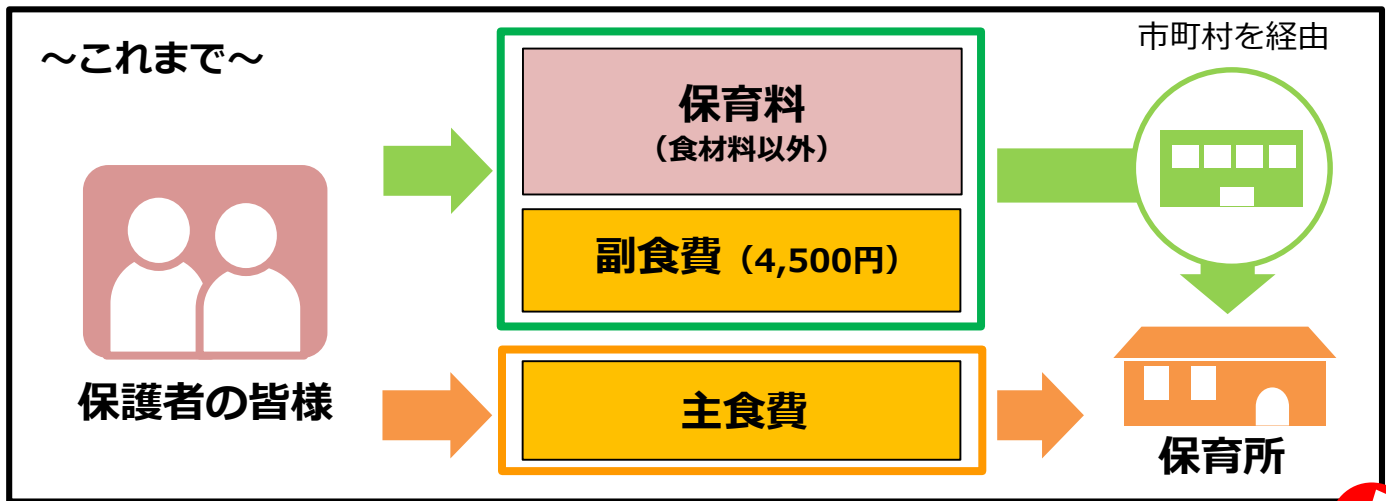 ～これまで～
市町村を経由
保育料
（食材料以外）
副食費（4,500円）
保護者の皆様
主食費
保育所